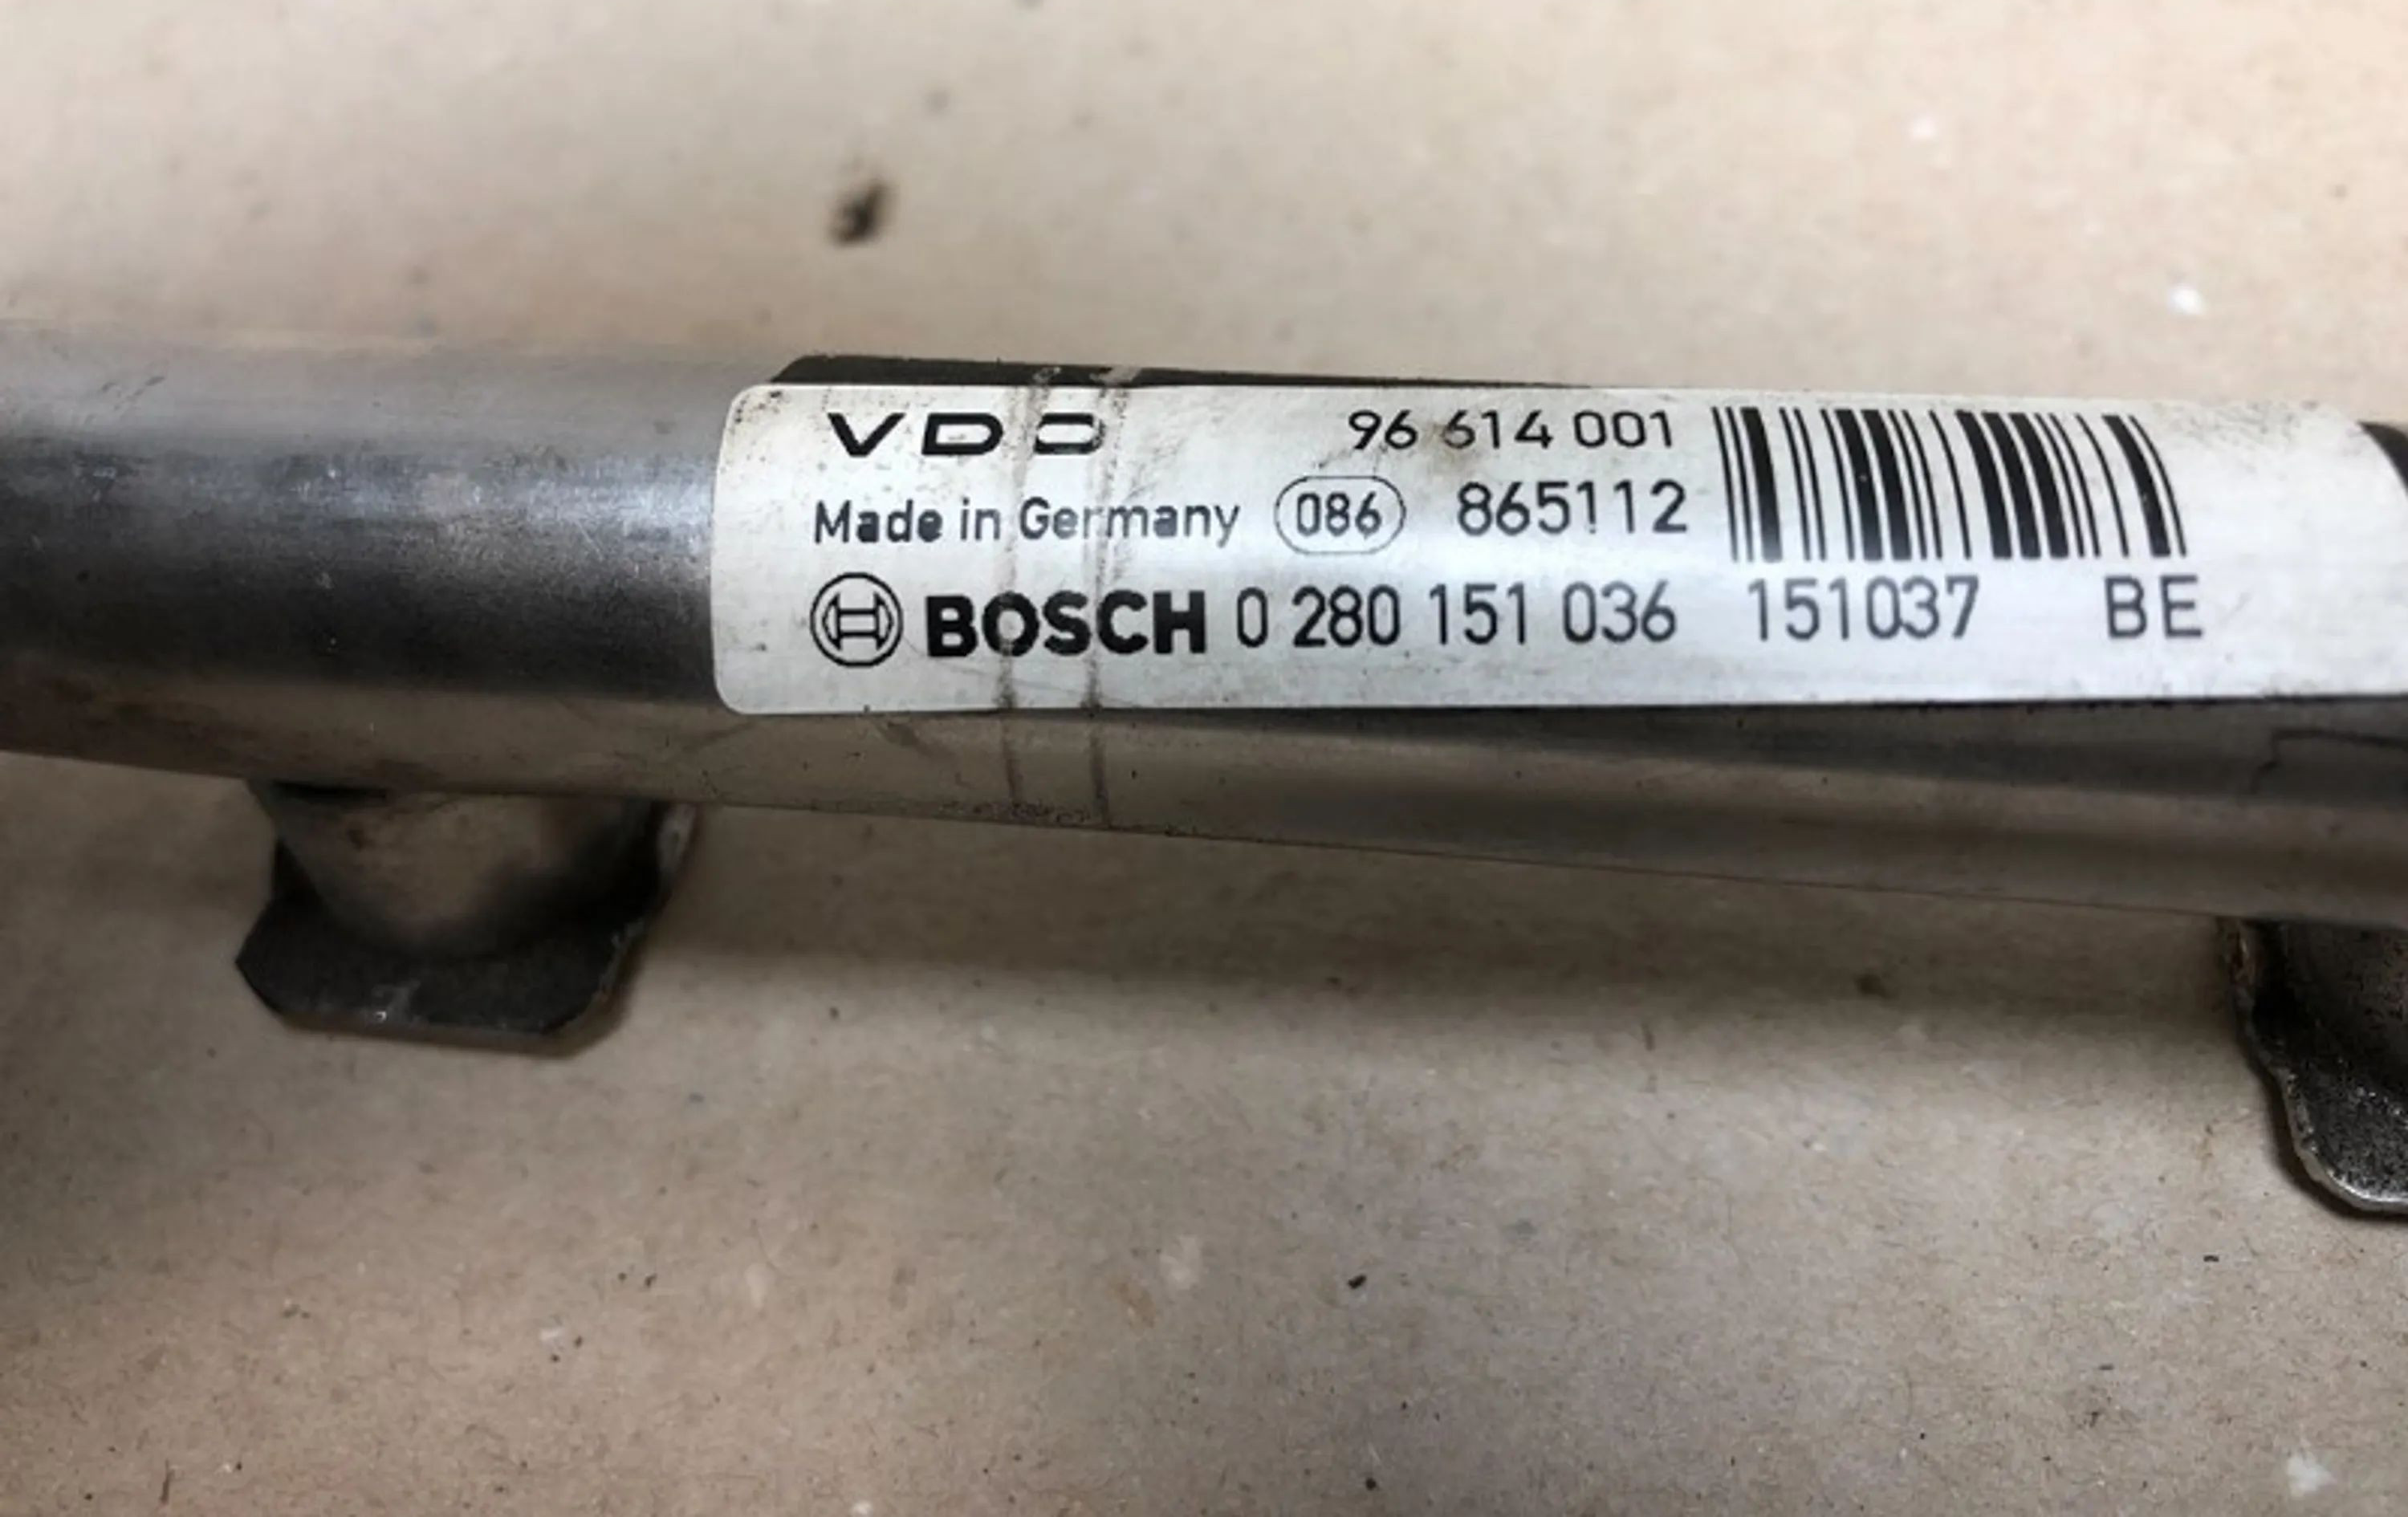 VDO 96 614 001
Made in Germany 086 865112
BOSCH 0 280 151 036 151037 BE